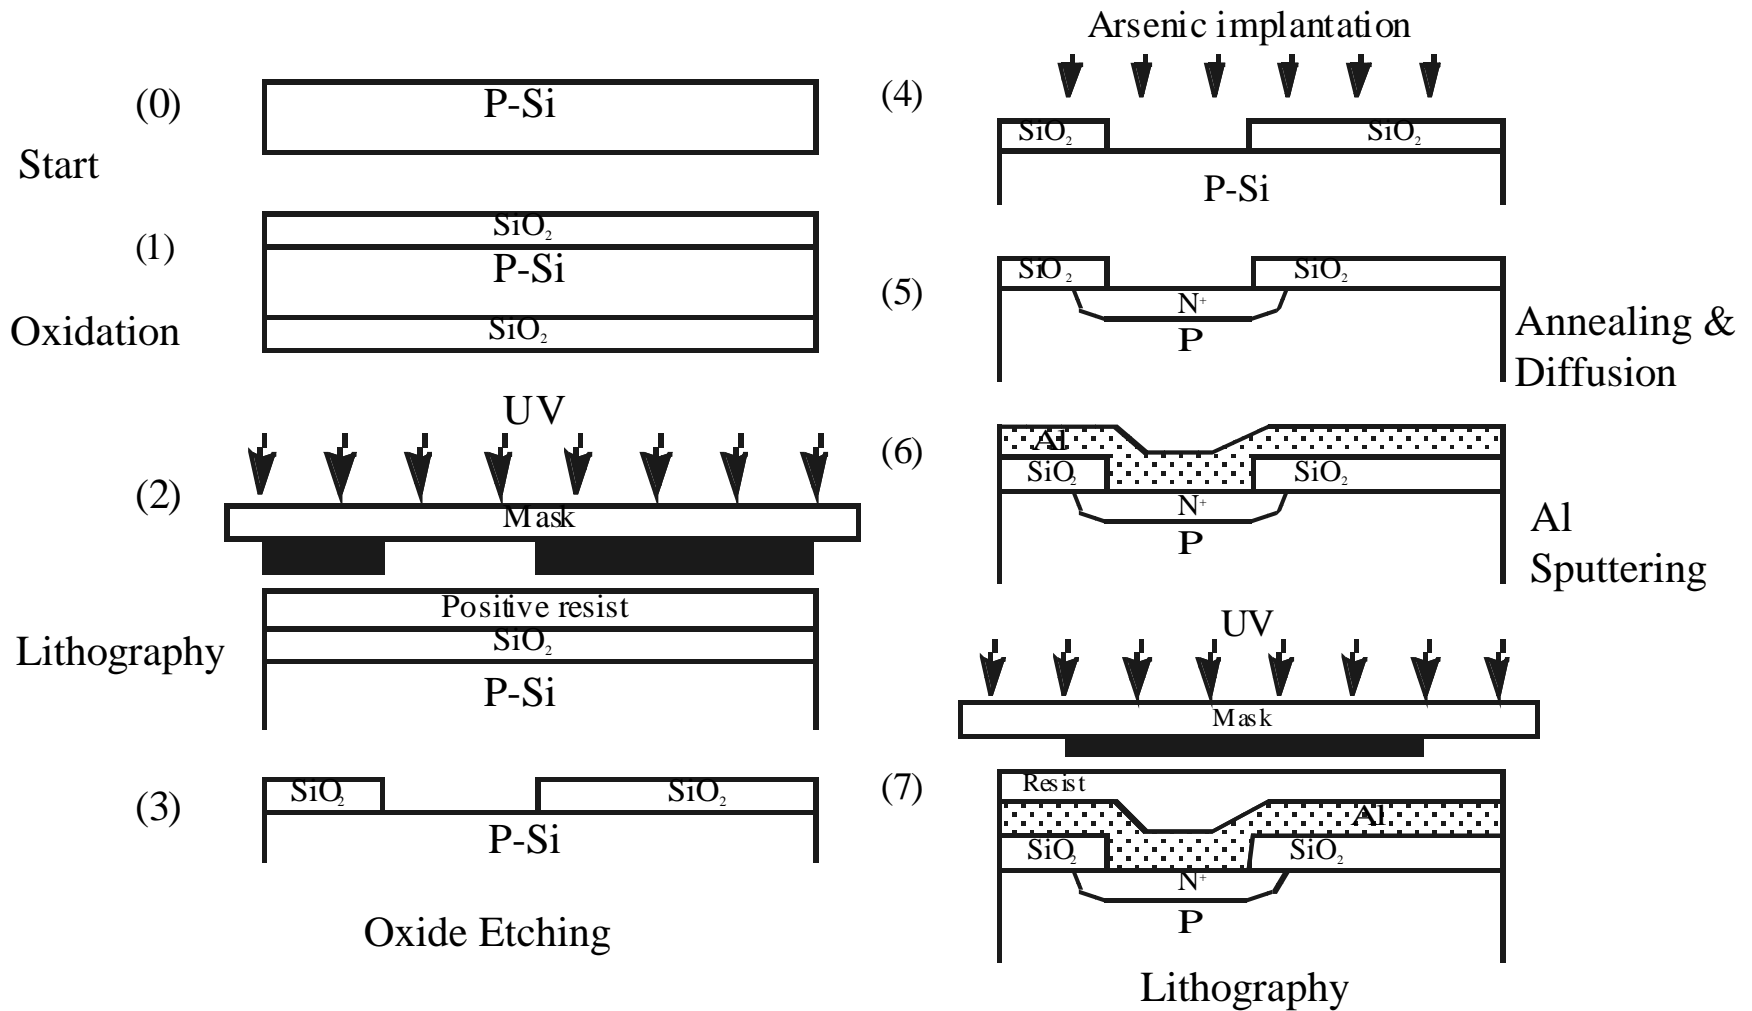 (0)
P-Si
Start
SiO₂
(1)
P-Si
Oxidation
SiO₂
UV
(2)
Mask
Positive resist
SiO₂
Lithography
P-Si
(3)
SiO₂
SiO₂
P-Si
Oxide Etching
Arsenic implantation
(4)
SiO₂
SiO₂
P-Si
(5)
SiO₂
SiO₂
N+
P
Annealing &
Diffusion
(6)
Al
SiO₂
SiO₂
N+
P
Al
Sputtering
UV
Mask
(7)
Resist
Al
SiO₂
SiO₂
N+
P
Lithography